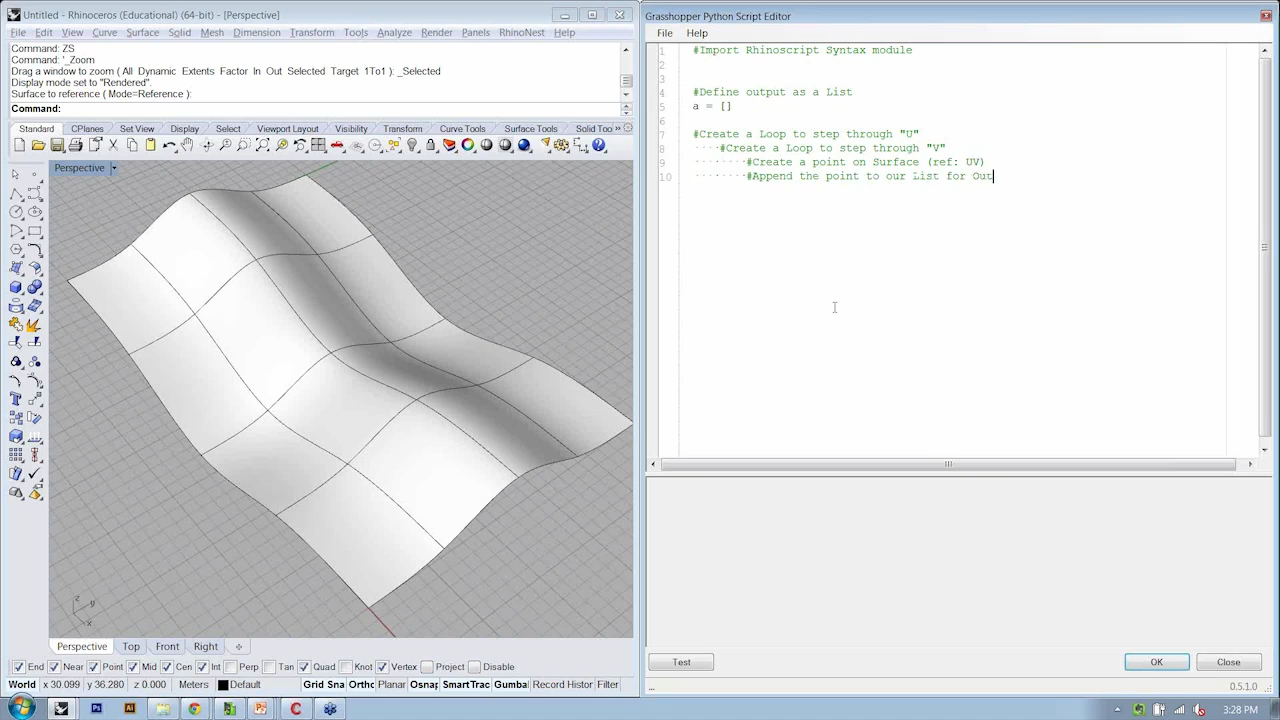 Untitled - Rhinoceros (Educational) (64-bit) - [Perspective]
File Edit View Curve Surface Solid Mesh Dimension Transform Tools Analyze Render Panels RhinoNest Help
Command: ZS
Command: '_Zoom
Drag a window to zoom ( All Dynamic Extents Factor In Out Selected Target 1To1 ): _Selected
Display mode set to "Rendered".
Surface to reference ( Mode=Reference )
Command:
Standard CPlanes Set View Display Select Viewport Layout Visibility Transform Curve Tools Surface Tools Solid Too »
Perspective
z
y
x
Perspective Top Front Right
End Near Point Mid Cen Int Perp Tan Quad Knot Vertex Project Disable
World x 30.099 y 36.280 z 0.000 Meters Default Grid Sna Ortho Planar Osnap SmartTrac Gumba Record Histor Filter
Grasshopper Python Script Editor
File Help
1 #Import Rhinoscript Syntax module
2
3
4 #Define output as a List
5 a = []
6
7 #Create a Loop to step through "U"
8 ····#Create a Loop to step through "V"
9 ········#Create a point on Surface (ref: UV)
10 ········#Append the point to our List for Out
Test OK Close
... 0.5.1.0
Ps Ai P C
3:28 PM